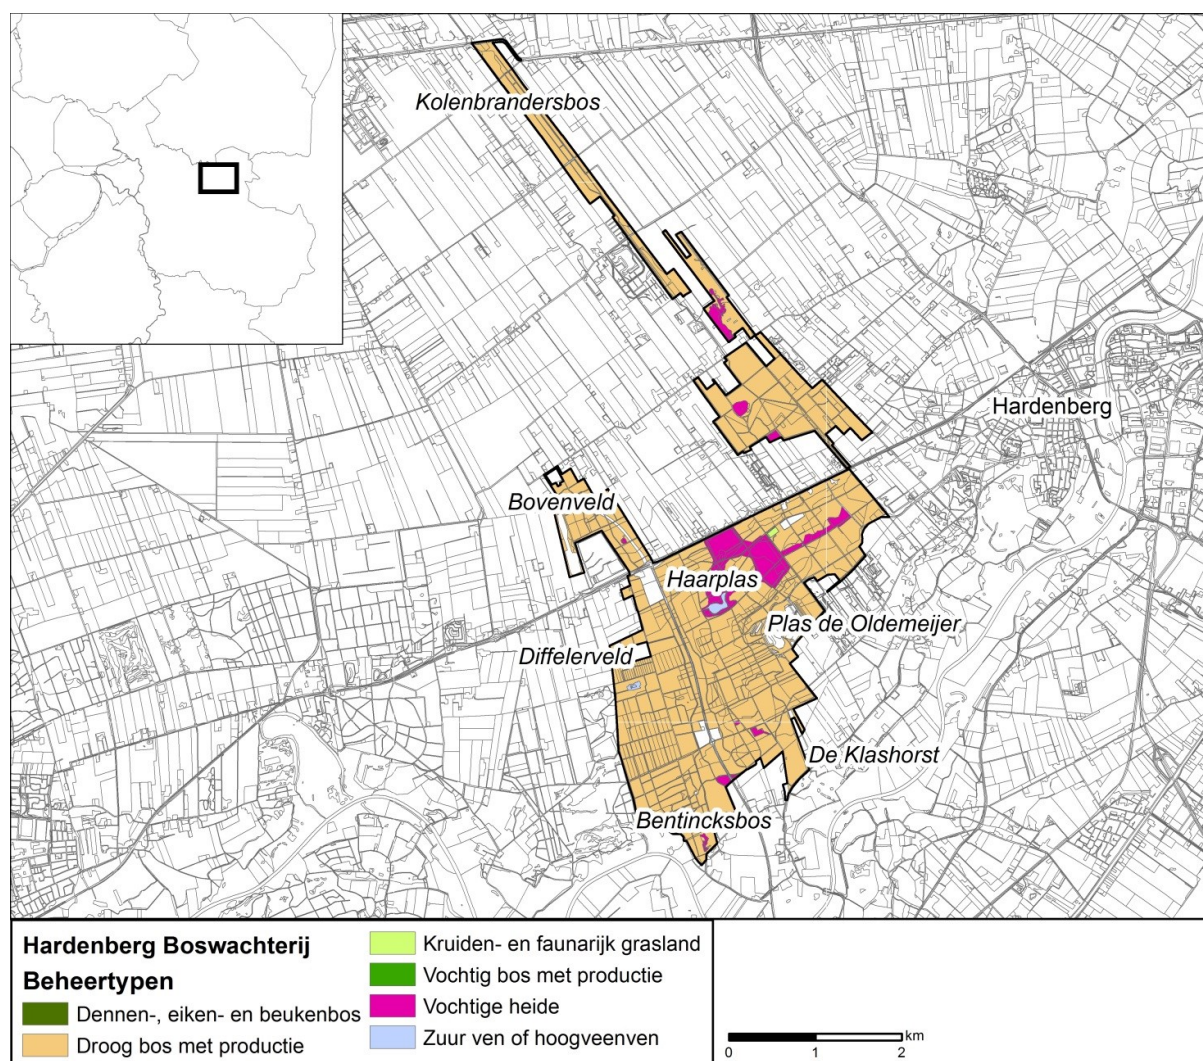 Kolenbrandersbos
Hardenberg
Bovenveld
Haarplas
Plas de Oldemeijer
Diffelerveld
De Klashorst
Bentincksbos
Hardenberg Boswachterij
Beheertypen
Dennen-, eiken- en beukenbos
Droog bos met productie
Kruiden- en faunarijk grasland
Vochtig bos met productie
Vochtige heide
Zuur ven of hoogveenven
km
0 1 2